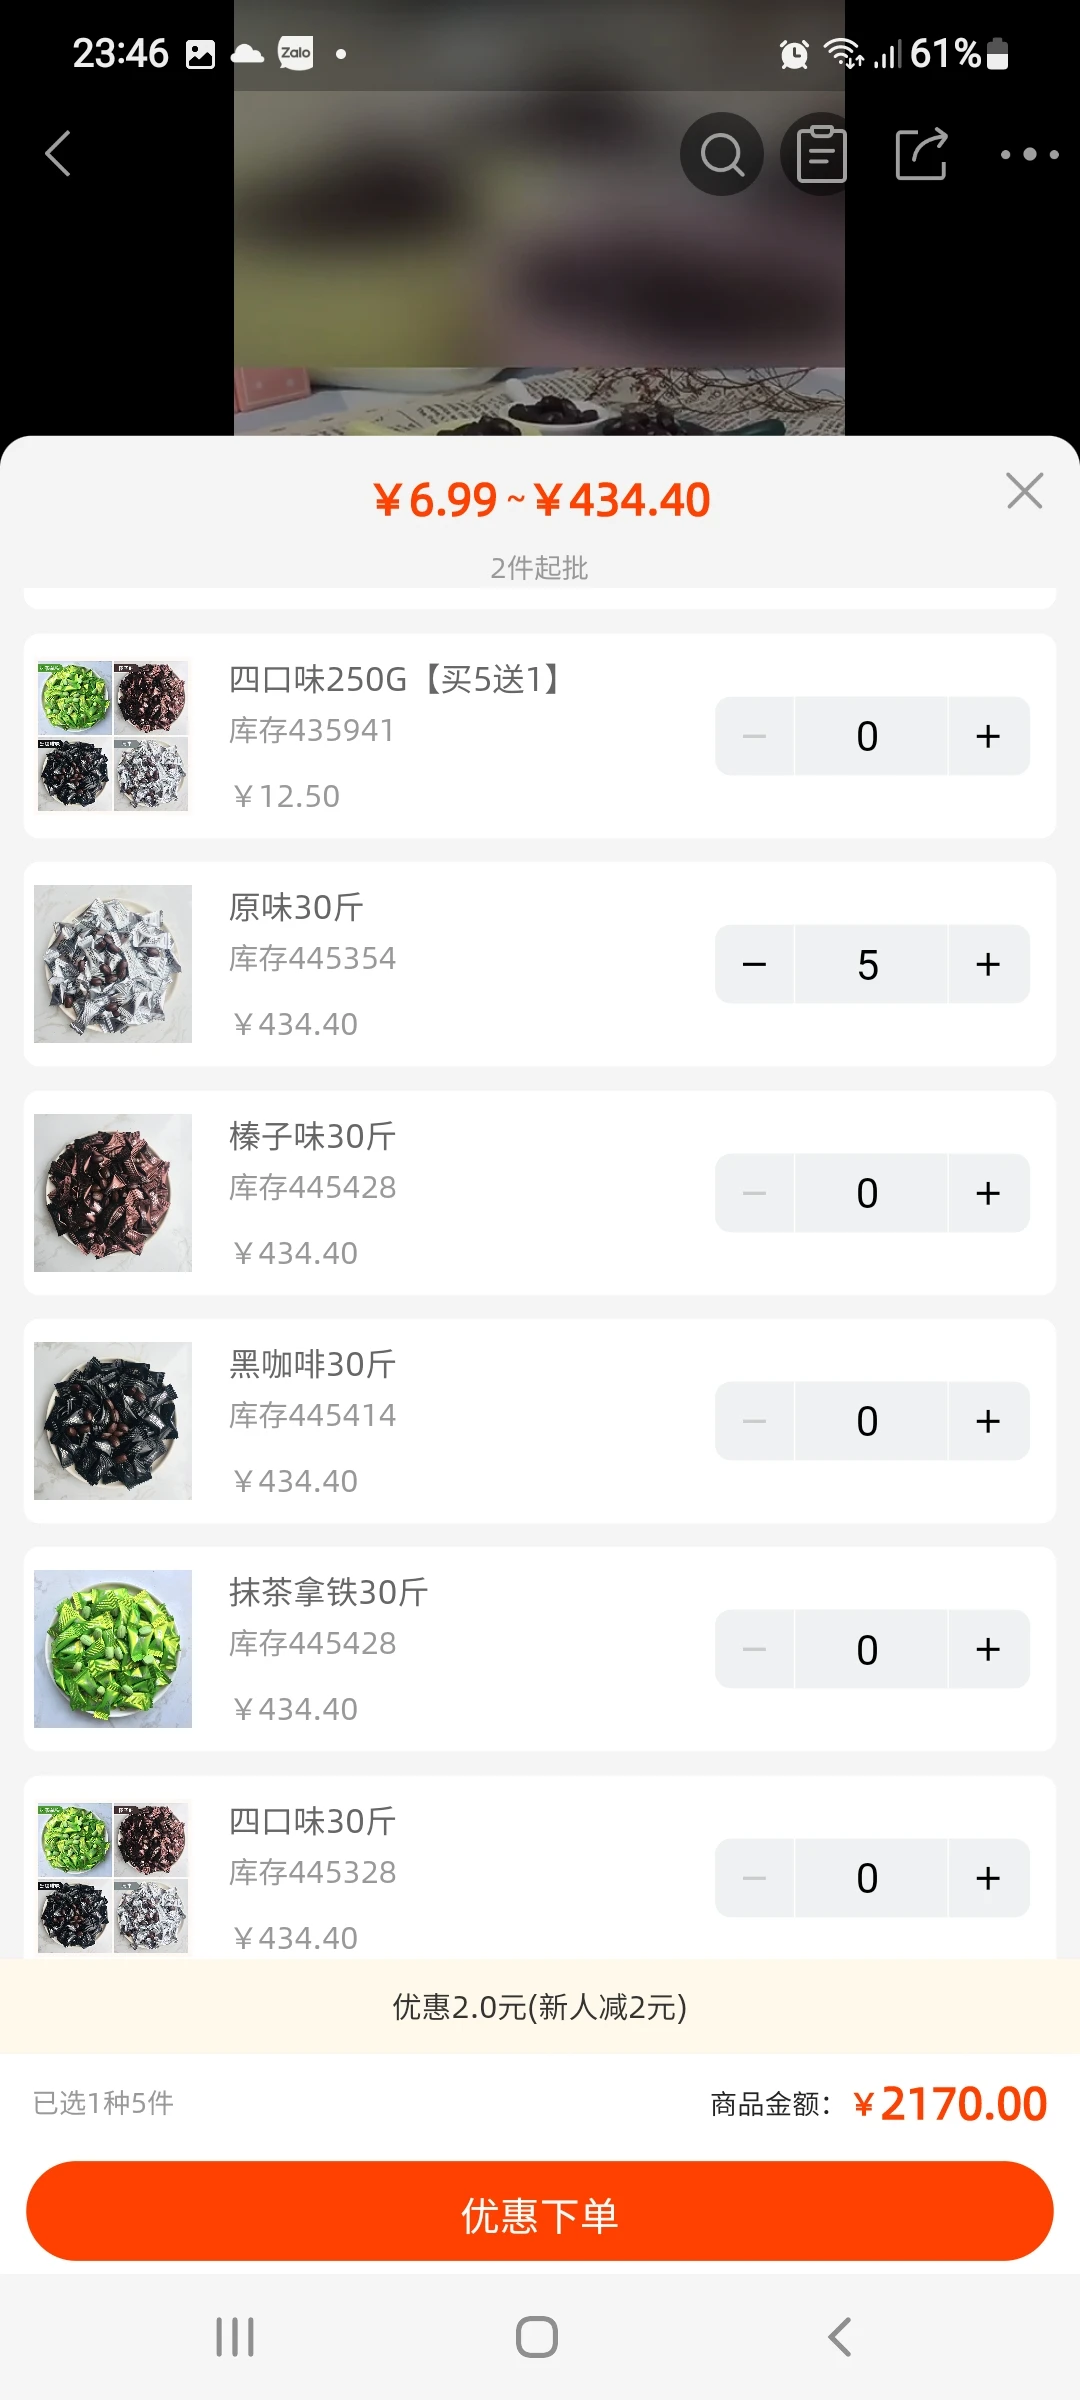 23:46
Zalo
61%
￥6.99~￥434.40
2件起批
四口味250G【买5送1】
库存435941
￥12.50
0
原味30斤
库存445354
￥434.40
5
榛子味30斤
库存445428
￥434.40
0
黑咖啡30斤
库存445414
￥434.40
0
抹茶拿铁30斤
库存445428
￥434.40
0
四口味30斤
库存445328
￥434.40
0
优惠2.0元(新人减2元)
已选1种5件
商品金额：￥2170.00
优惠下单